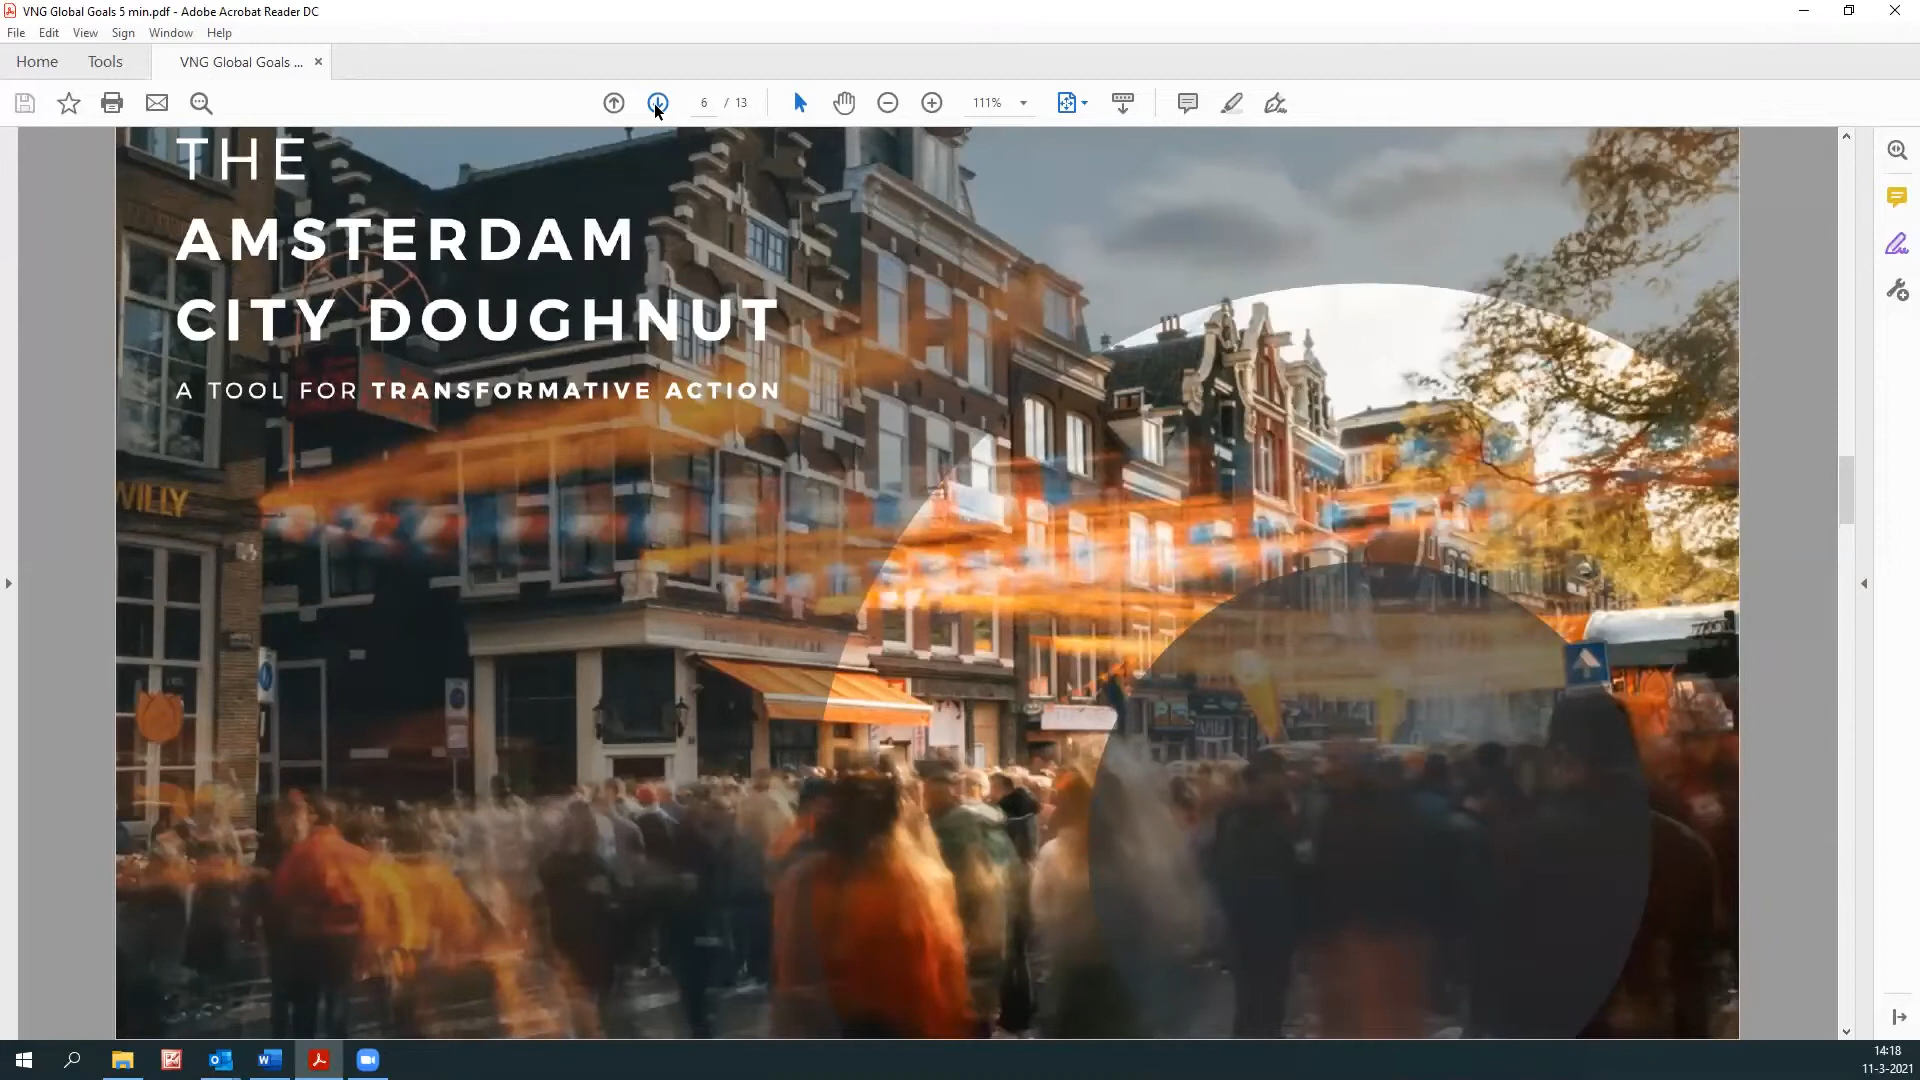 VNG Global Goals 5 min.pdf - Adobe Acrobat Reader DC
File Edit View Sign Window Help
Home Tools VNG Global Goals ...
6 / 13 111%
THE
AMSTERDAM
CITY DOUGHNUT
A TOOL FOR TRANSFORMATIVE ACTION
WILLY
14:18
11-3-2021